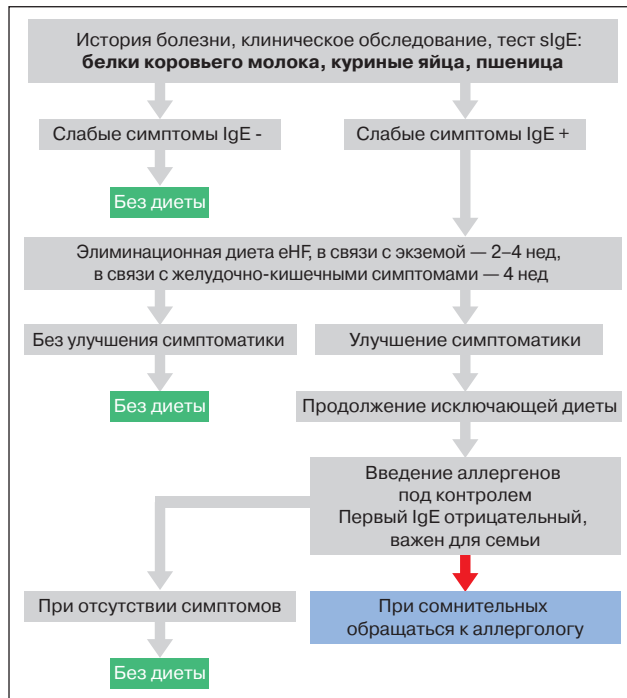 История болезни, клиническое обследование, тест sIgE:
белки коровьего молока, куриные яйца, пшеница
Слабые симптомы IgE -
Слабые симптомы IgE +
Без диеты
Элиминационная диета eHF, в связи с экземой — 2–4 нед,
в связи с желудочно-кишечными симптомами — 4 нед
Без улучшения симптоматики
Улучшение симптоматики
Без диеты
Продолжение исключающей диеты
Введение аллергенов
под контролем
Первый IgE отрицательный,
важен для семьи
При отсутствии симптомов
При сомнительных
обращаться к аллергологу
Без диеты